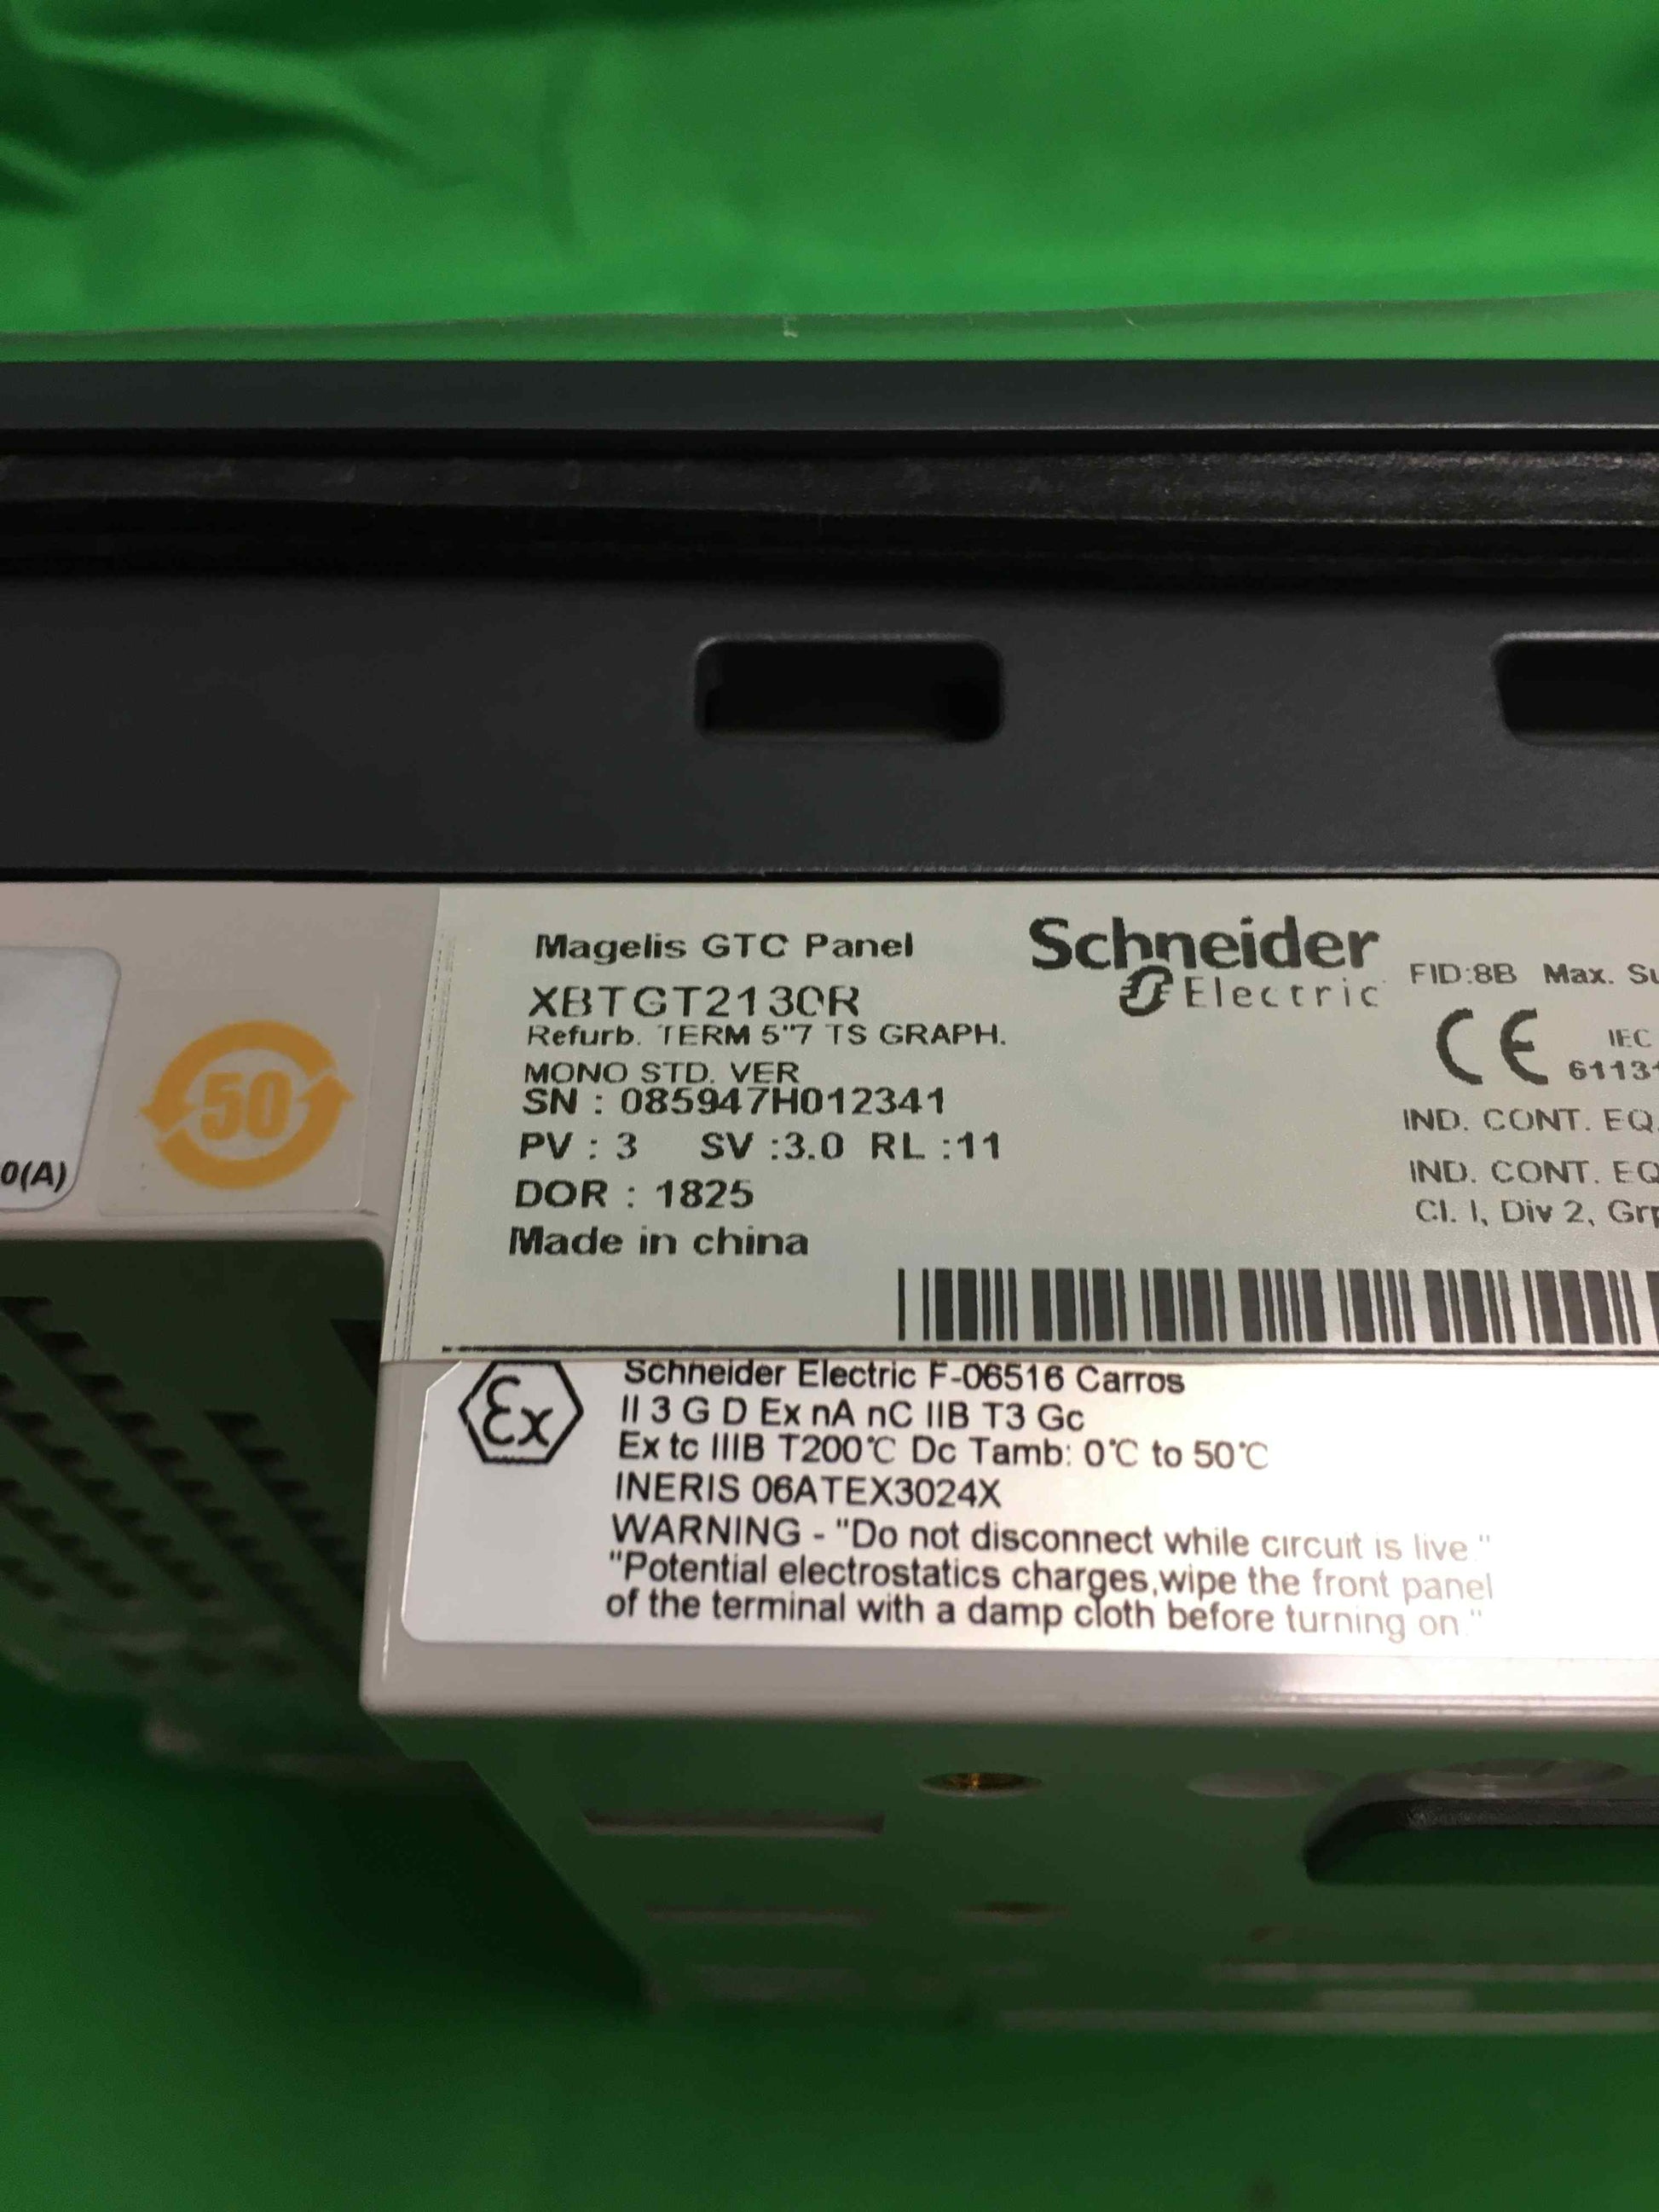 Magelis GTC Panel
XBTGT2130R
Refurb. TERM 5"7 TS GRAPH.
MONO STD. VER
SN : 085947H012341
PV : 3 SV :3.0 RL :11
DOR : 1825
Made in china
Schneider
Electric
FID:8B Max.
CE
IEC
IND. CONT. EQ.
IND. CONT. EQ
Cl. I, Div 2,
50
0(A)
Ex
Schneider Electric F-06516 Carros
II 3 G D Ex nA nC IIB T3 Gc
Ex tc IIIB T200℃ Dc Tamb: 0℃ to 50℃
INERIS 06ATEX3024X
WARNING - "Do not disconnect while circuit is live."
"Potential electrostatics charges,wipe the front panel
of the terminal with a damp cloth before turning on."